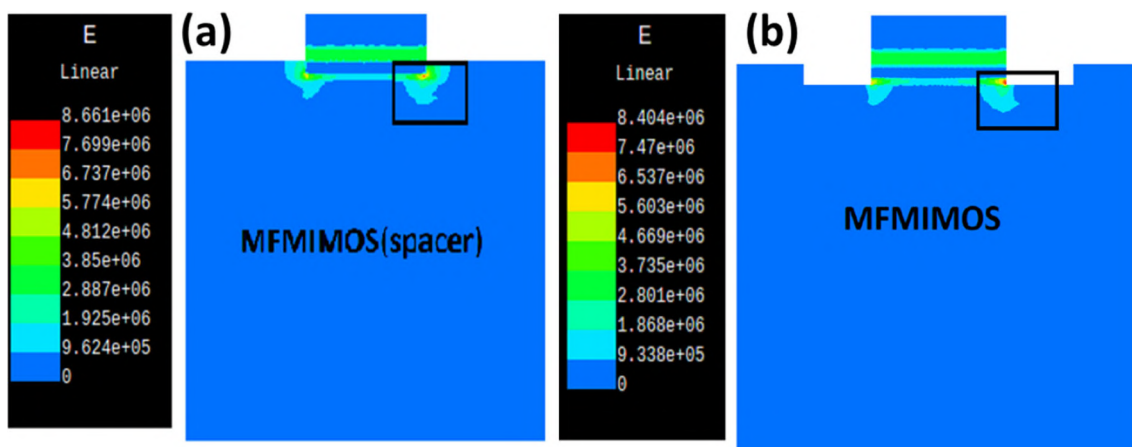 E
Linear
8.661e+06
7.699e+06
6.737e+06
5.774e+06
4.812e+06
3.85e+06
2.887e+06
1.925e+06
9.624e+05
0
(a)
MFMIMOS(spacer)
E
Linear
8.404e+06
7.47e+06
6.537e+06
5.603e+06
4.669e+06
3.735e+06
2.801e+06
1.868e+06
9.338e+05
0
(b)
MFMIMOS